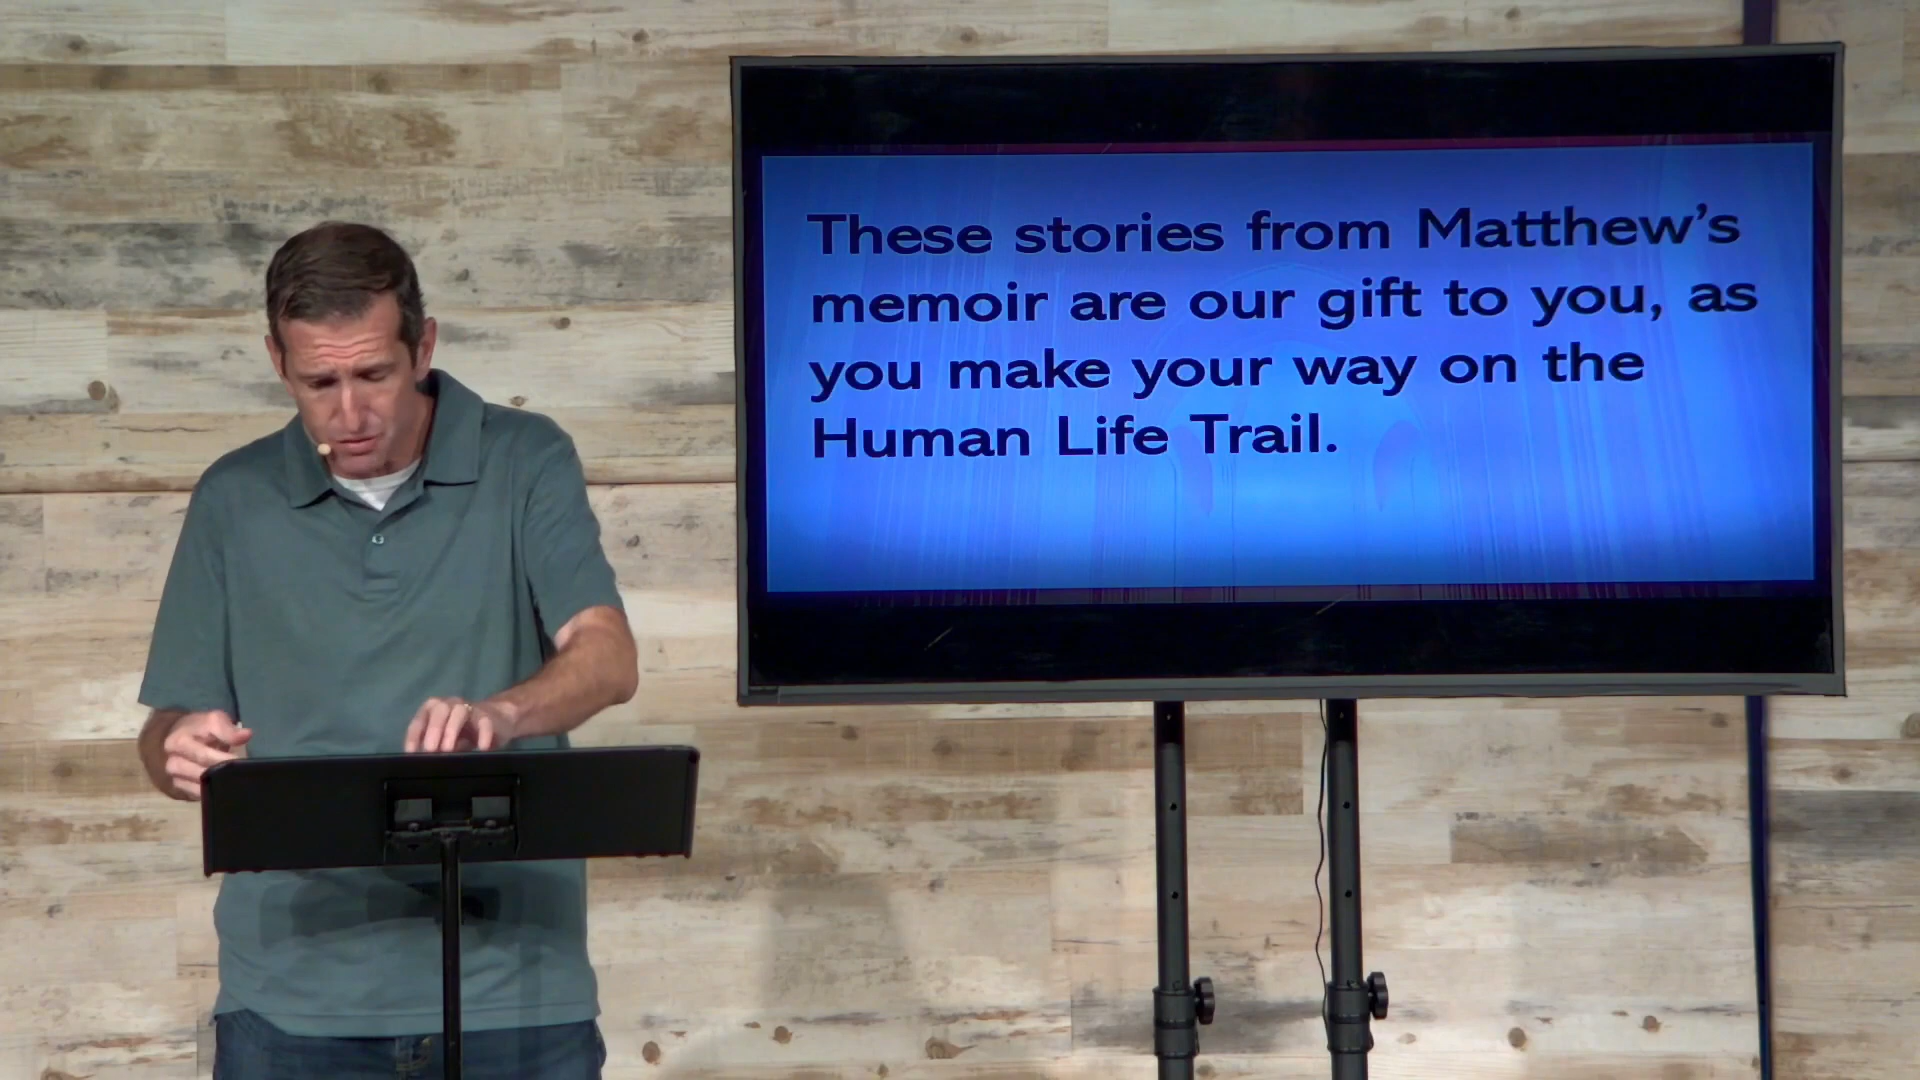 These stories from Matthew’s
memoir are our gift to you, as
you make your way on the
Human Life Trail.